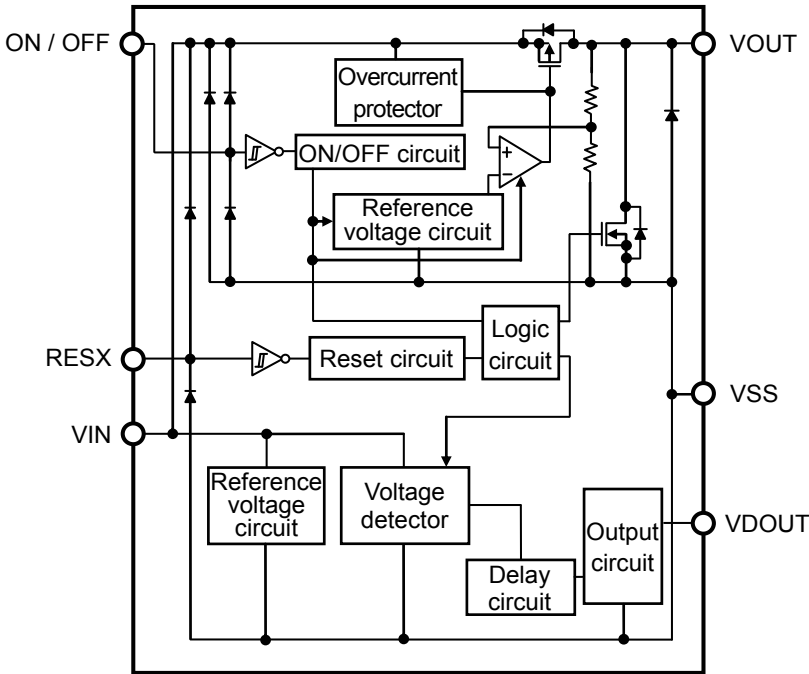 ON / OFF
VOUT
Overcurrent
protector
ON/OFF circuit
+
−
Reference
voltage circuit
RESX
Reset circuit
Logic
circuit
VSS
VIN
Reference
voltage
circuit
Voltage
detector
Delay
circuit
Output
circuit
VDOUT